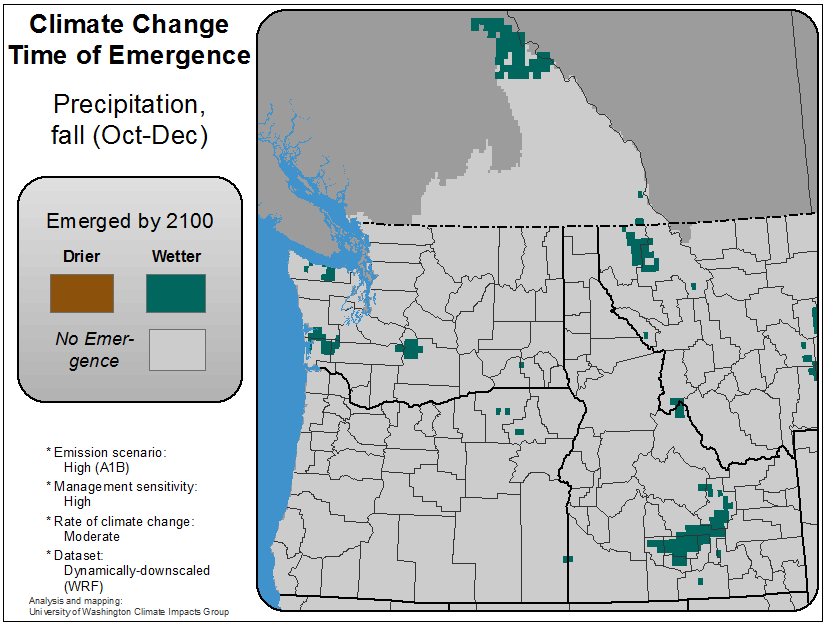 Climate Change
Time of Emergence
Precipitation,
fall (Oct-Dec)
Emerged by 2100
Drier Wetter
No Emer-
gence
* Emission scenario:
High (A1B)
* Management sensitivity:
High
* Rate of climate change:
Moderate
* Dataset:
Dynamically-downscaled
(WRF)
Analysis and mapping:
University of Washington Climate Impacts Group